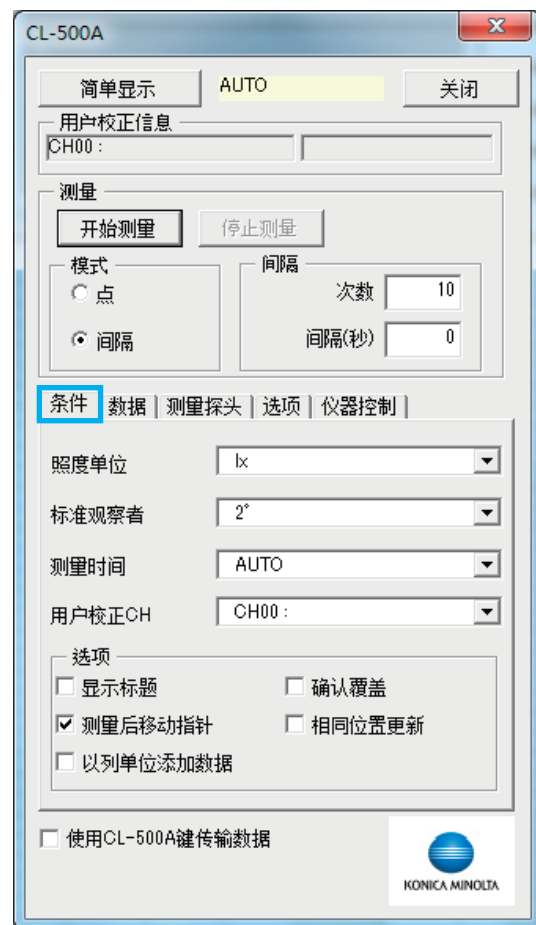 CL-500A
简单显示 AUTO 关闭
用户校正信息
CH00 :
测量
开始测量 停止测量
模式 间隔
点 次数 10
间隔 间隔(秒) 0
条件 数据 测量探头 选项 仪器控制
照度单位 lx
标准观察者 2°
测量时间 AUTO
用户校正CH CH00 :
选项
显示标题 确认覆盖
测量后移动指针 相同位置更新
以列单位添加数据
使用CL-500A键传输数据
KONICA MINOLTA